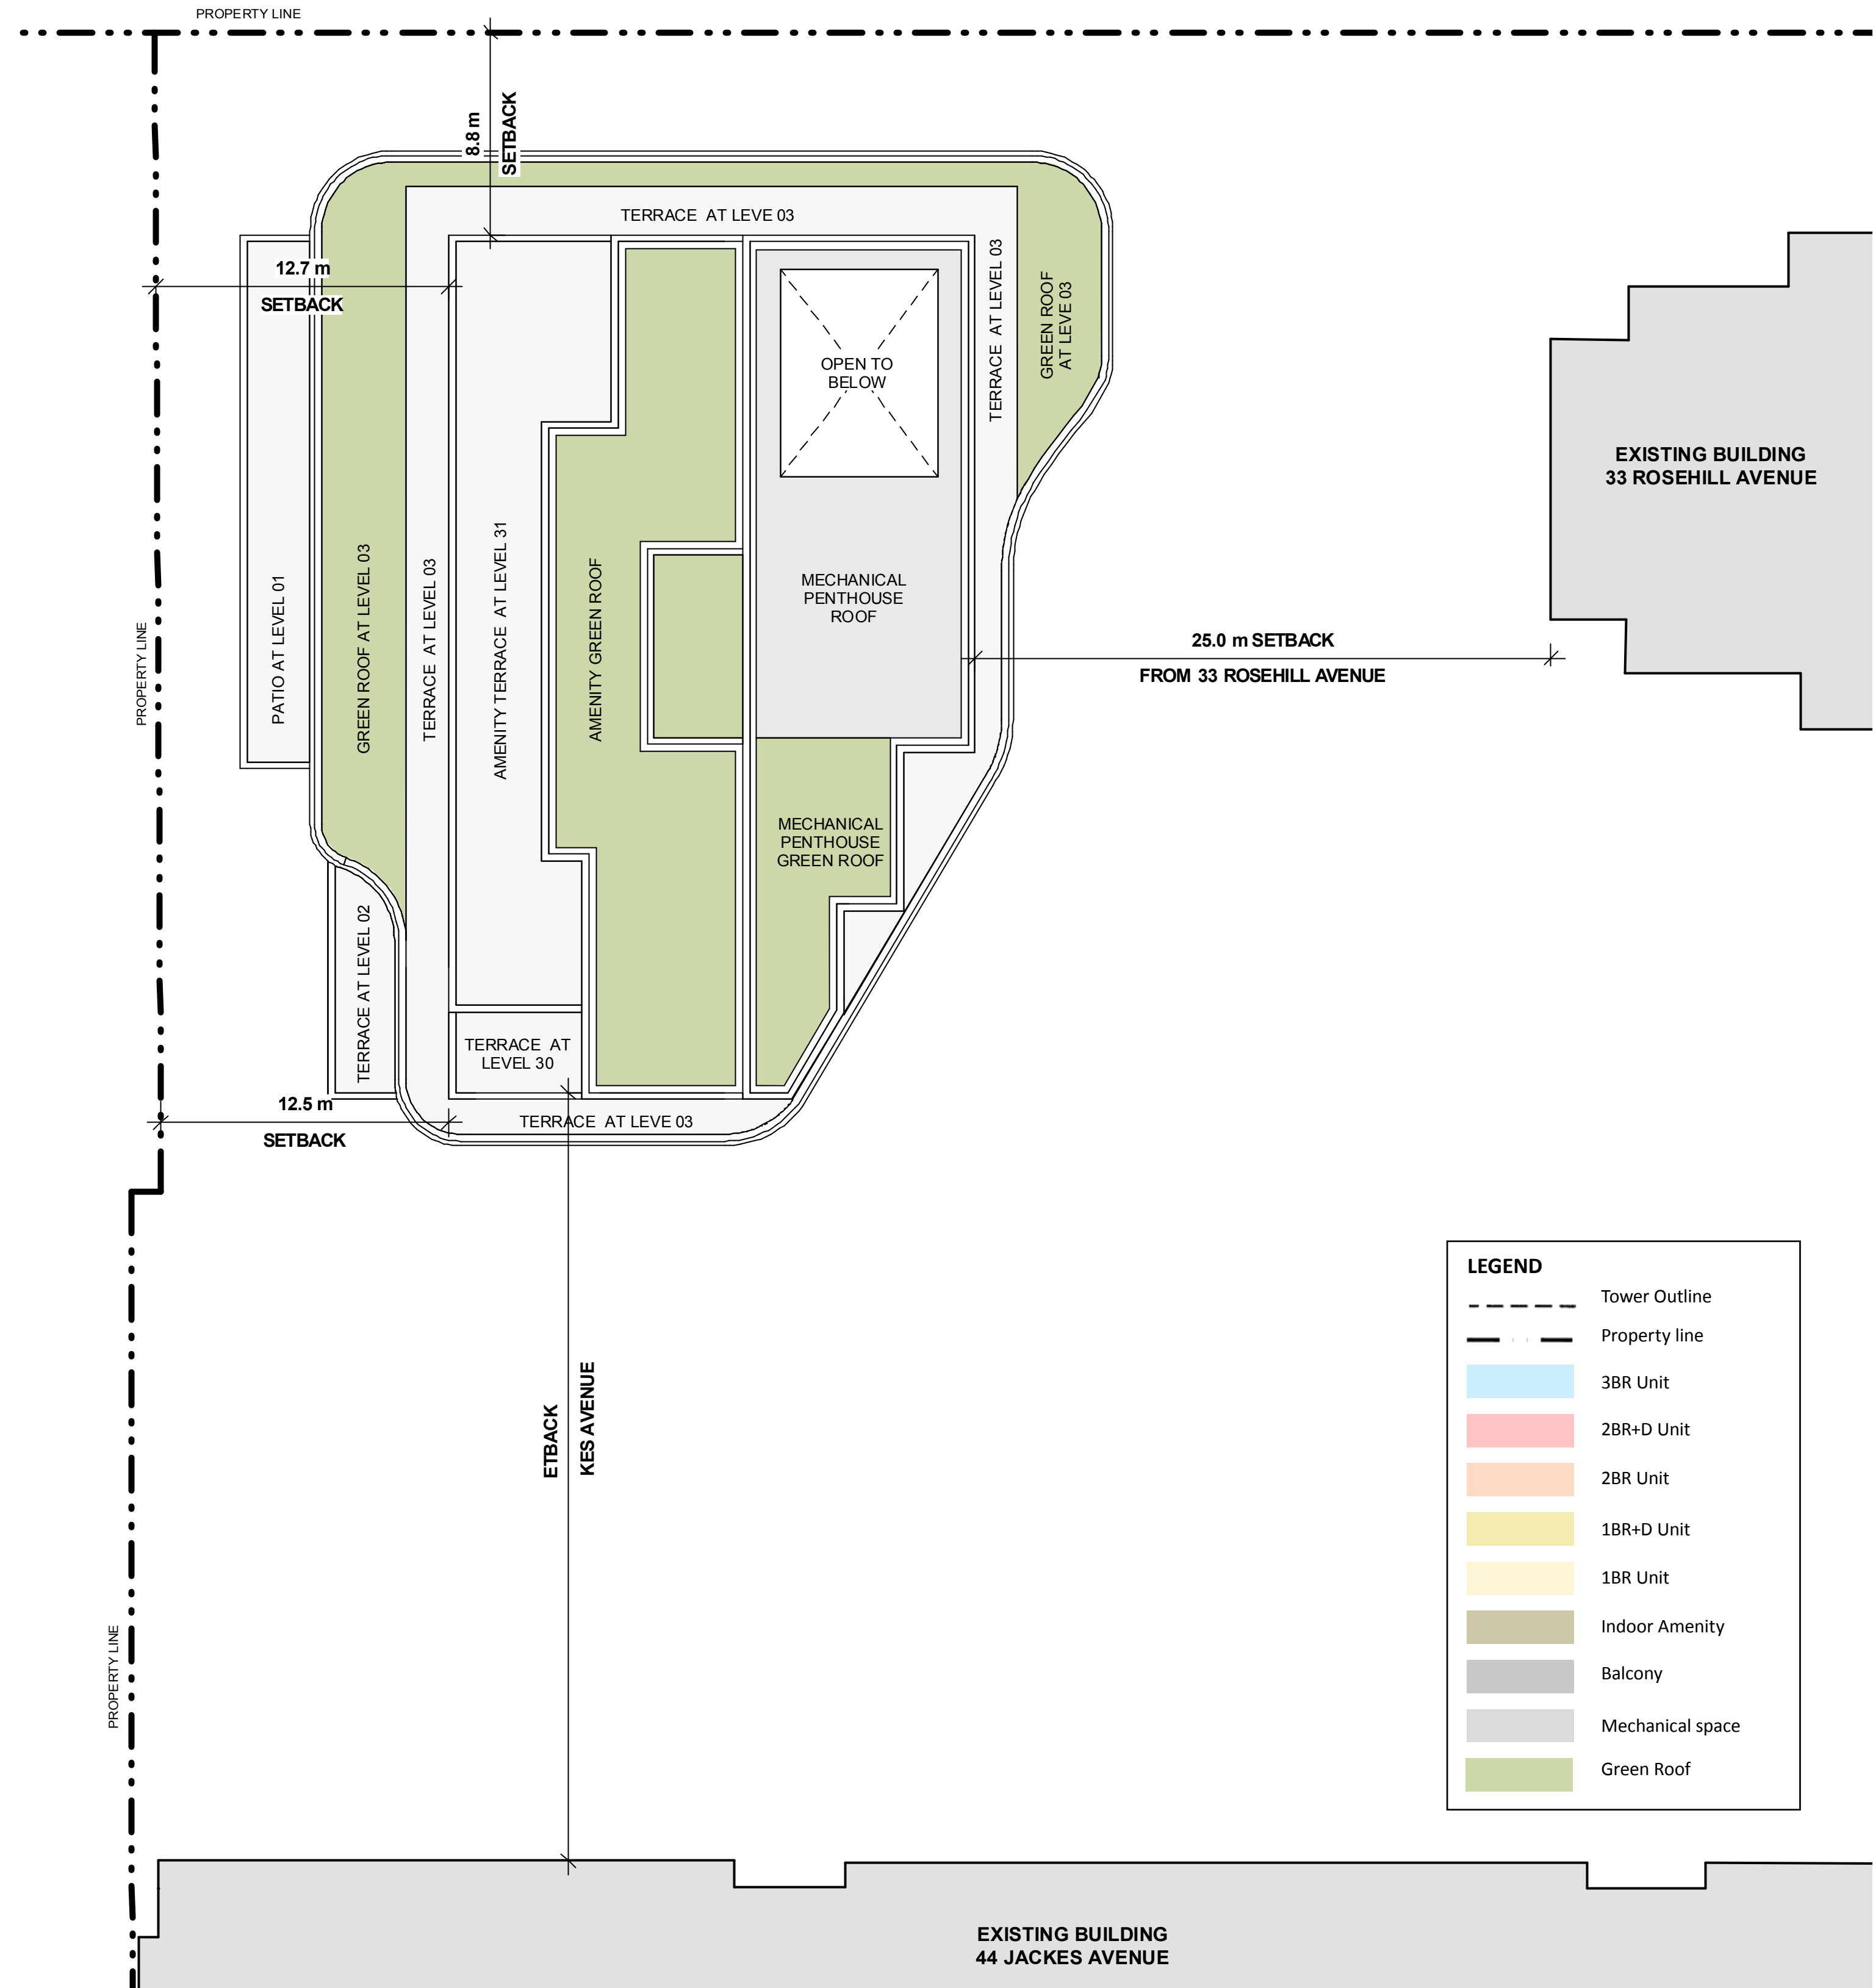 PROPERTY LINE
8.8 m
SETBACK
TERRACE AT LEVE 03
12.7 m
SETBACK
TERRACE AT LEVEL 03
GREEN ROOF
AT LEVE 03
OPEN TO
BELOW
EXISTING BUILDING
33 ROSEHILL AVENUE
PROPERTY LINE
PATIO AT LEVEL 01
GREEN ROOF AT LEVEL 03
TERRACE AT LEVEL 03
AMENITY TERRACE AT LEVEL 31
AMENITY GREEN ROOF
MECHANICAL
PENTHOUSE
ROOF
25.0 m SETBACK
FROM 33 ROSEHILL AVENUE
MECHANICAL
PENTHOUSE
GREEN ROOF
TERRACE AT LEVEL 02
TERRACE AT
LEVEL 30
12.5 m
SETBACK
TERRACE AT LEVE 03
ETBACK
KES AVENUE
PROPERTY LINE
LEGEND
Tower Outline
Property line
3BR Unit
2BR+D Unit
2BR Unit
1BR+D Unit
1BR Unit
Indoor Amenity
Balcony
Mechanical space
Green Roof
EXISTING BUILDING
44 JACKES AVENUE